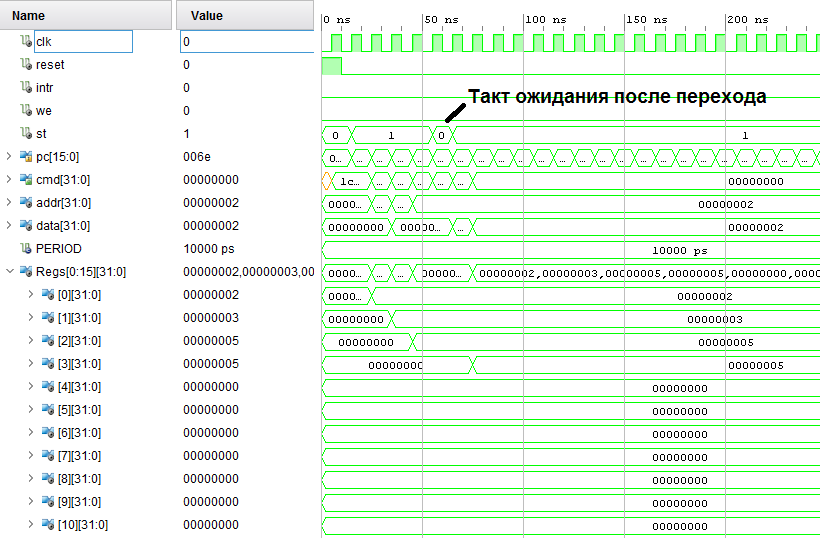 Name Value
0 ns 50 ns 100 ns 150 ns 200 ns
clk 0
reset 0
intr 0
Такт ожидания после перехода
we 0
st 1 0 1 0 1
pc[15:0] 006e 0... ... ... ... ... ... ... ... ... ... ... ... ... ... ... ... ... ... ... ... ... ... ... ...
cmd[31:0] 00000000 1c... ... ... ... ... ... 00000000
addr[31:0] 00000002 0000... ... ... 00000002
data[31:0] 00000002 00000000 00000... ... 00000002
PERIOD 10000 ps 10000 ps
Regs[0:15][31:0] 00000002,00000003,00 0000... ... ... 00000... 00000002,00000003,00000005,00000005,00000000,0000
[0][31:0] 00000002 0000... 00000002
[1][31:0] 00000003 00000000 00000003
[2][31:0] 00000005 00000000 00000005
[3][31:0] 00000005 00000000 00000005
[4][31:0] 00000000 00000000
[5][31:0] 00000000 00000000
[6][31:0] 00000000 00000000
[7][31:0] 00000000 00000000
[8][31:0] 00000000 00000000
[9][31:0] 00000000 00000000
[10][31:0] 00000000 00000000